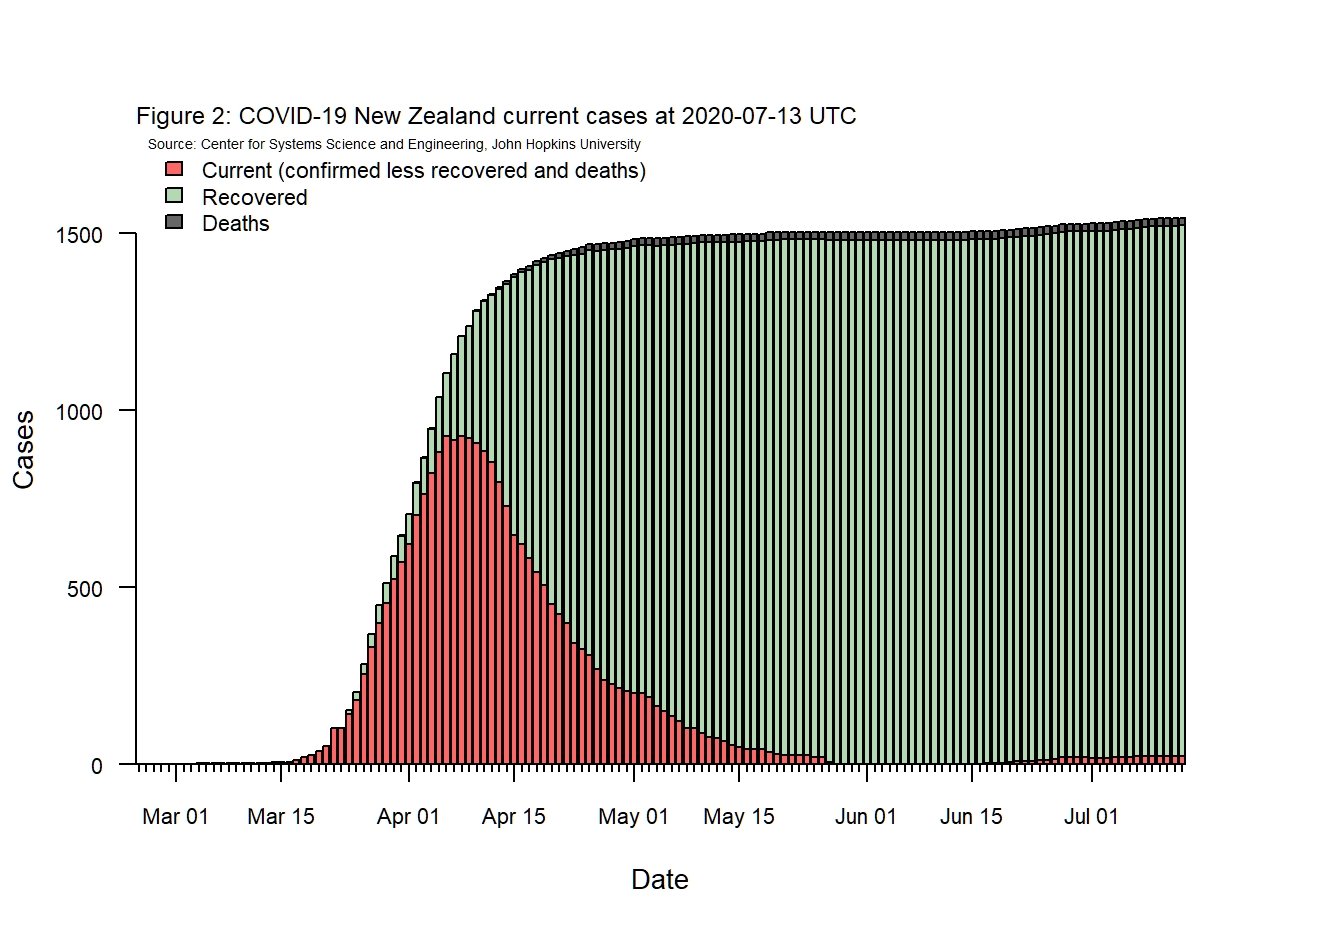 Figure 2: COVID-19 New Zealand current cases at 2020-07-13 UTC
Source: Center for Systems Science and Engineering, John Hopkins University
Current (confirmed less recovered and deaths)
Recovered
Deaths
1500
1000
500
0
Cases
Mar 01 Mar 15 Apr 01 Apr 15 May 01 May 15 Jun 01 Jun 15 Jul 01
Date